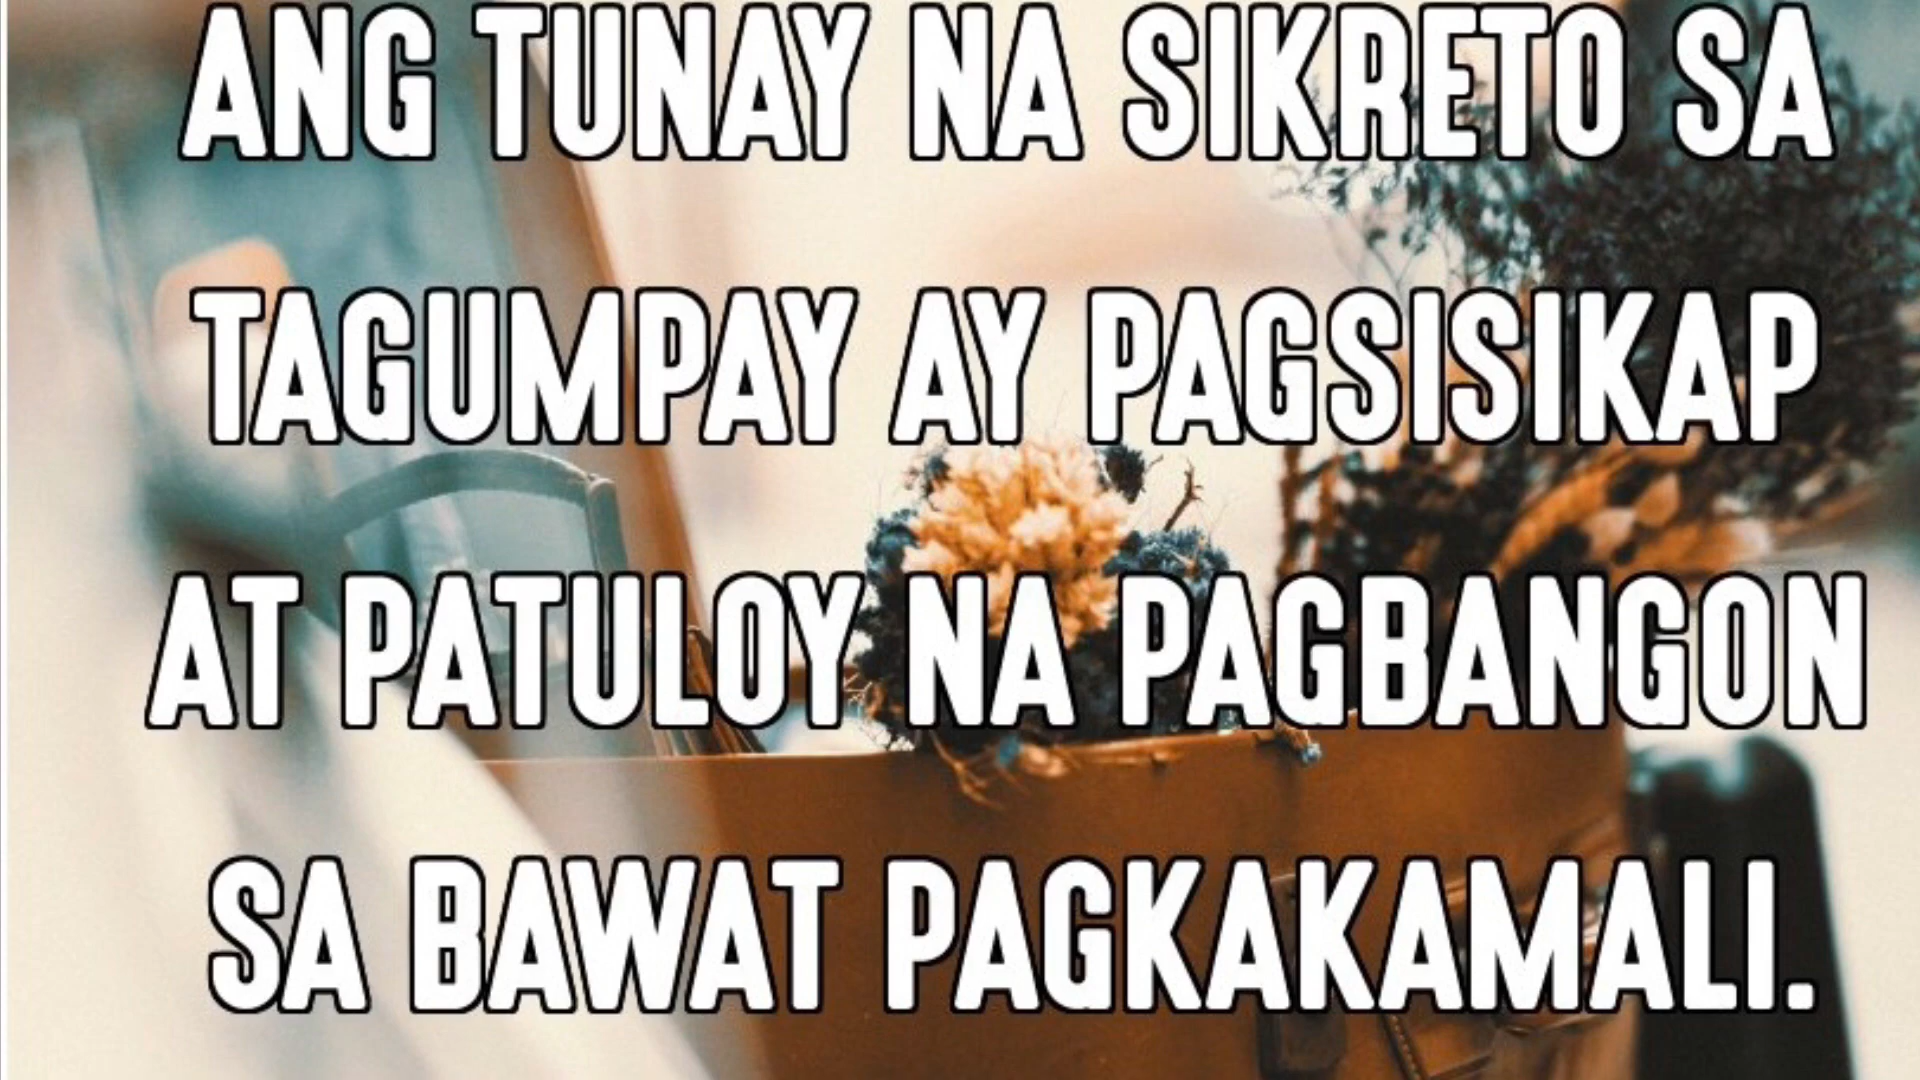 ANG TUNAY NA SIKRETO SA
TAGUMPAY AY PAGSISIKAP
AT PATULOY NA PAGBANGON
SA BAWAT PAGKAKAMALI.